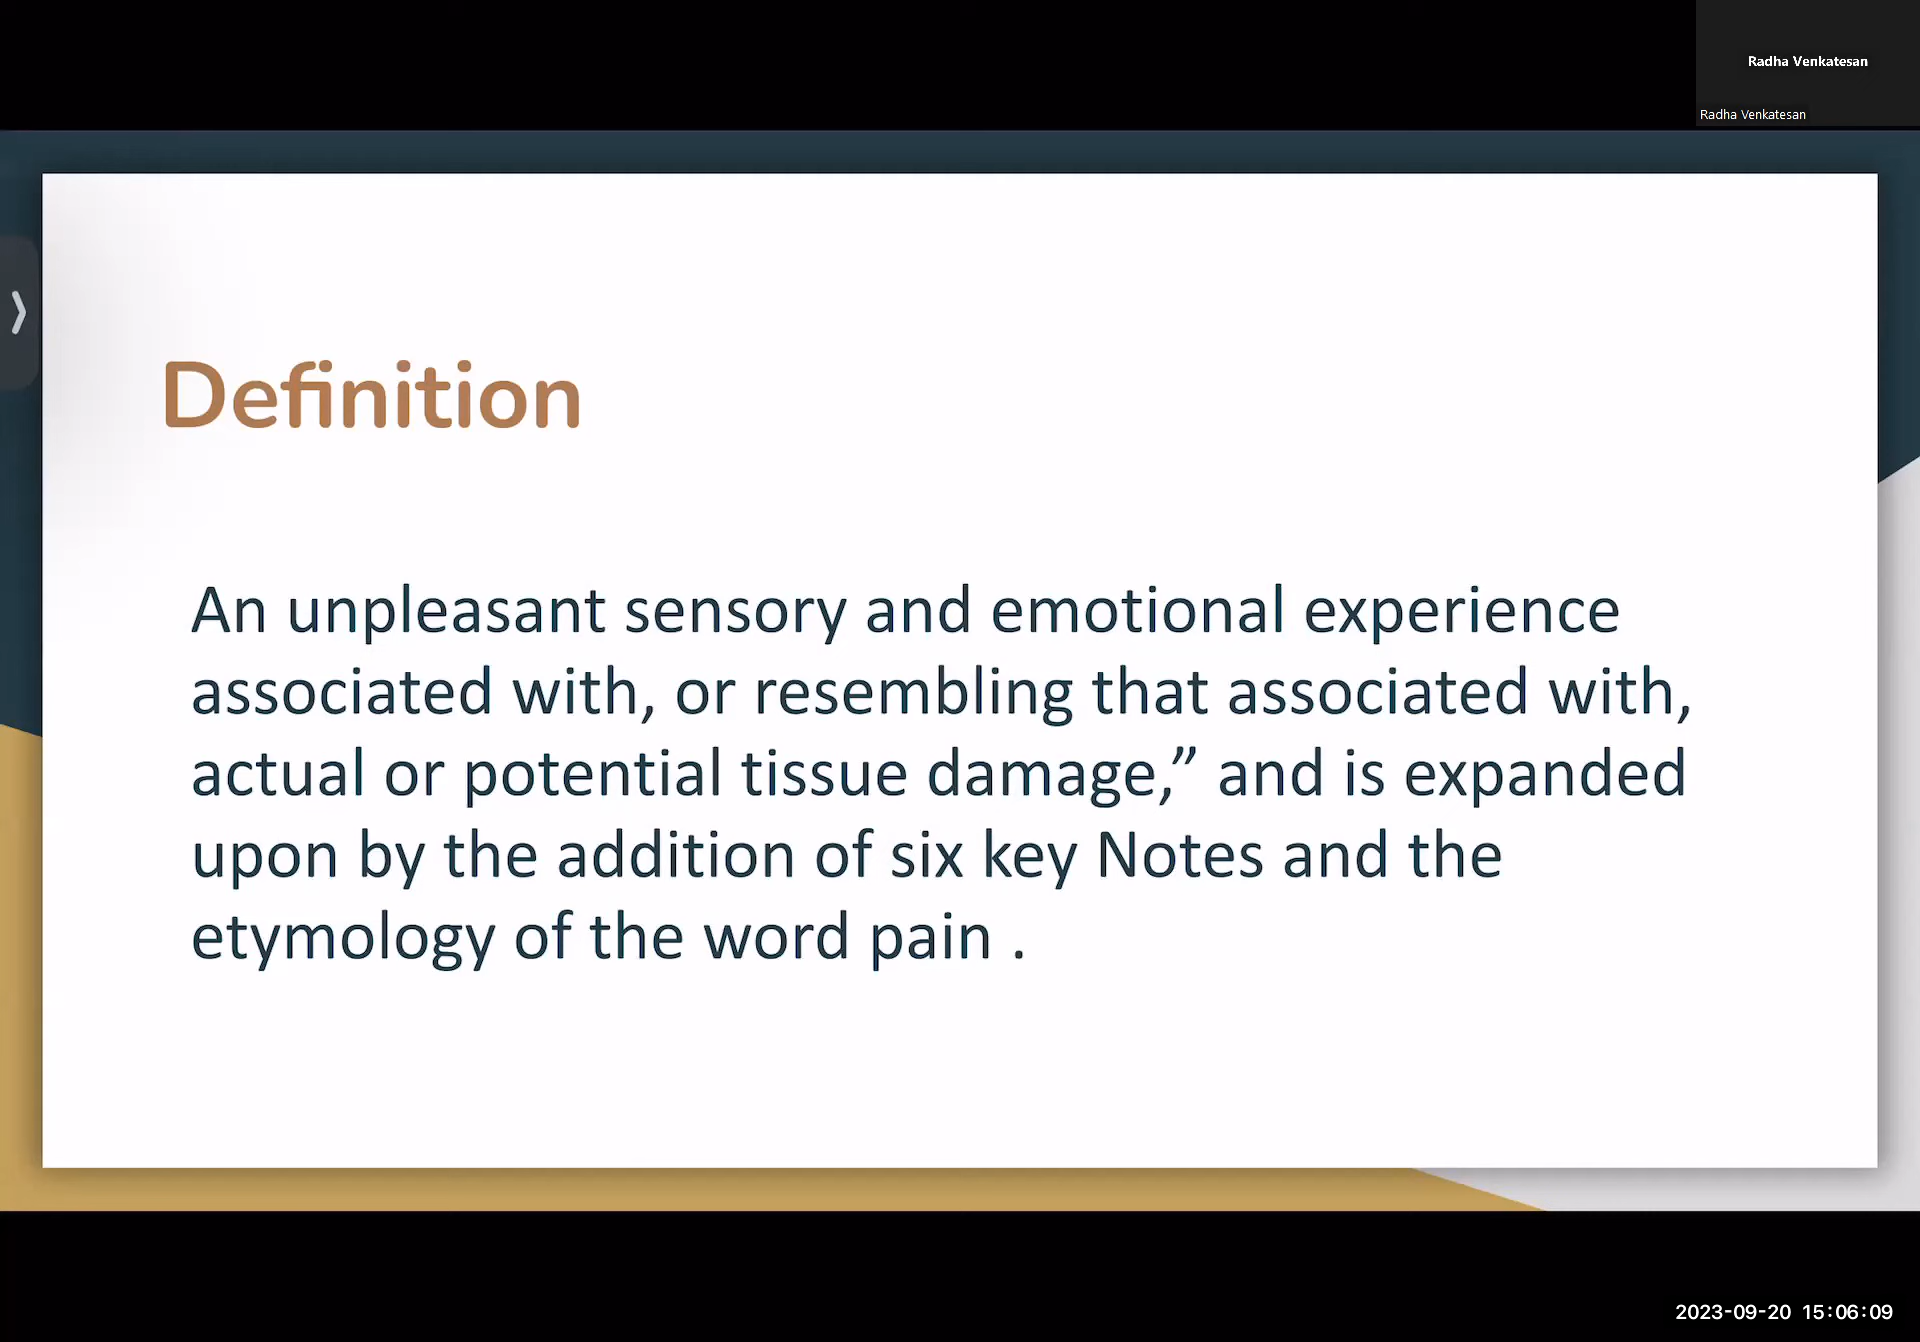 Radha Venkatesan
Radha Venkatesan
Definition
An unpleasant sensory and emotional experience
associated with, or resembling that associated with,
actual or potential tissue damage,” and is expanded
upon by the addition of six key Notes and the
etymology of the word pain .
2023-09-20 15:06:09